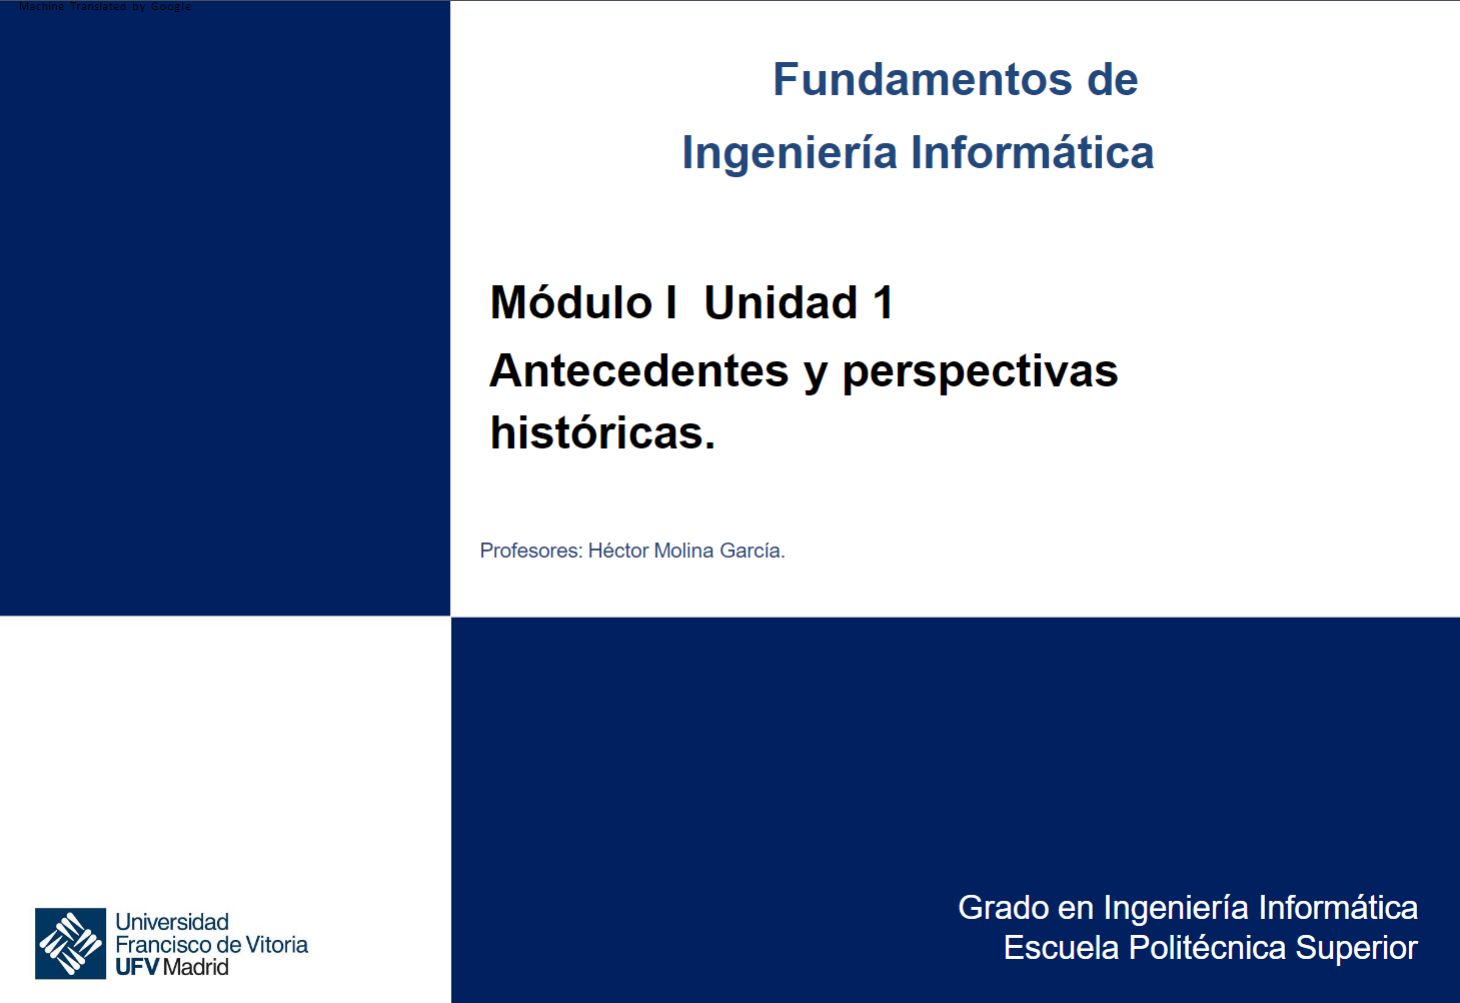 Machine Translated by Google
Fundamentos de
Ingeniería Informática
Módulo I  Unidad 1
Antecedentes y perspectivas
históricas.
Profesores: Héctor Molina García.
Universidad
Francisco de Vitoria
UFV Madrid
Grado en Ingeniería Informática
Escuela Politécnica Superior